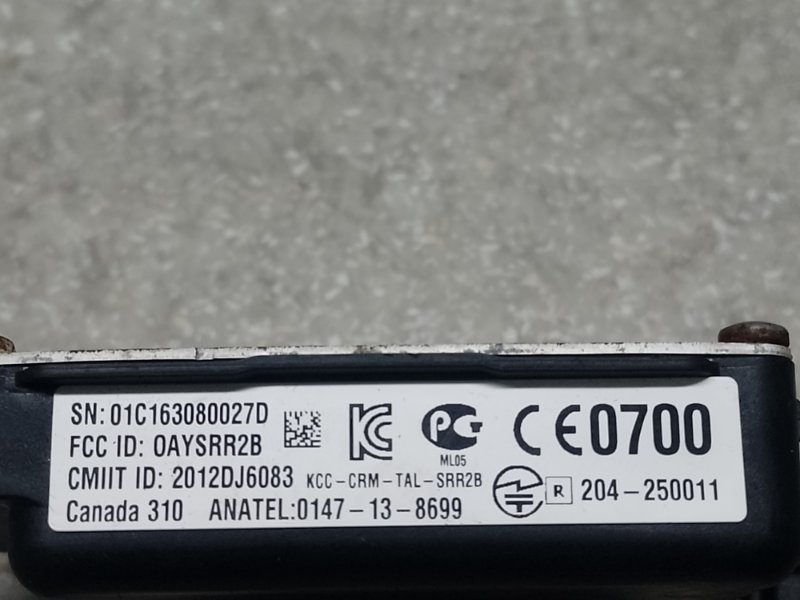 SN: 01C163080027D
FCC ID: OAYSRR2B
CMIIT ID: 2012DJ6083
KCC-CRM-TAL-SRR2B
Canada 310 ANATEL:0147-13-8699
KC
PG
ML05
CE0700
R 204-250011